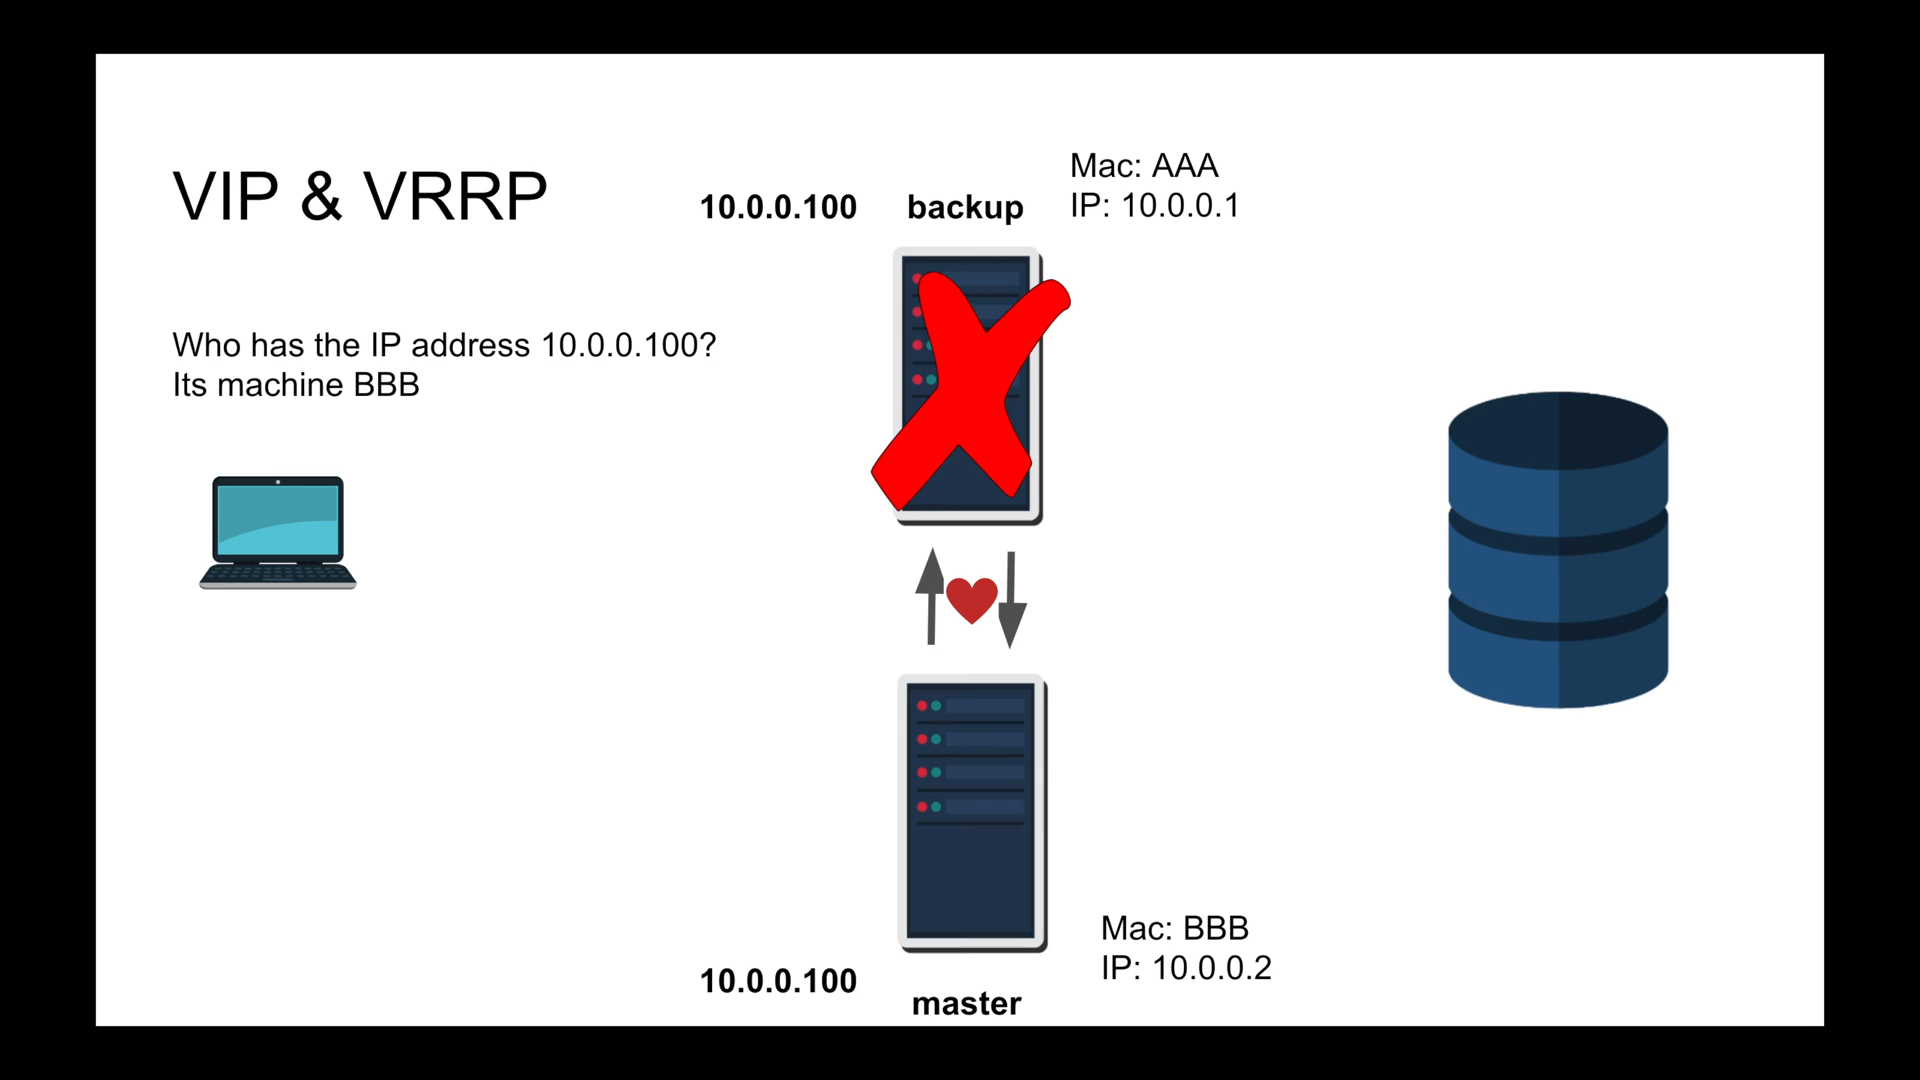 VIP & VRRP
10.0.0.100
backup
Mac: AAA
IP: 10.0.0.1
Who has the IP address 10.0.0.100?
Its machine BBB
Mac: BBB
IP: 10.0.0.2
10.0.0.100
master